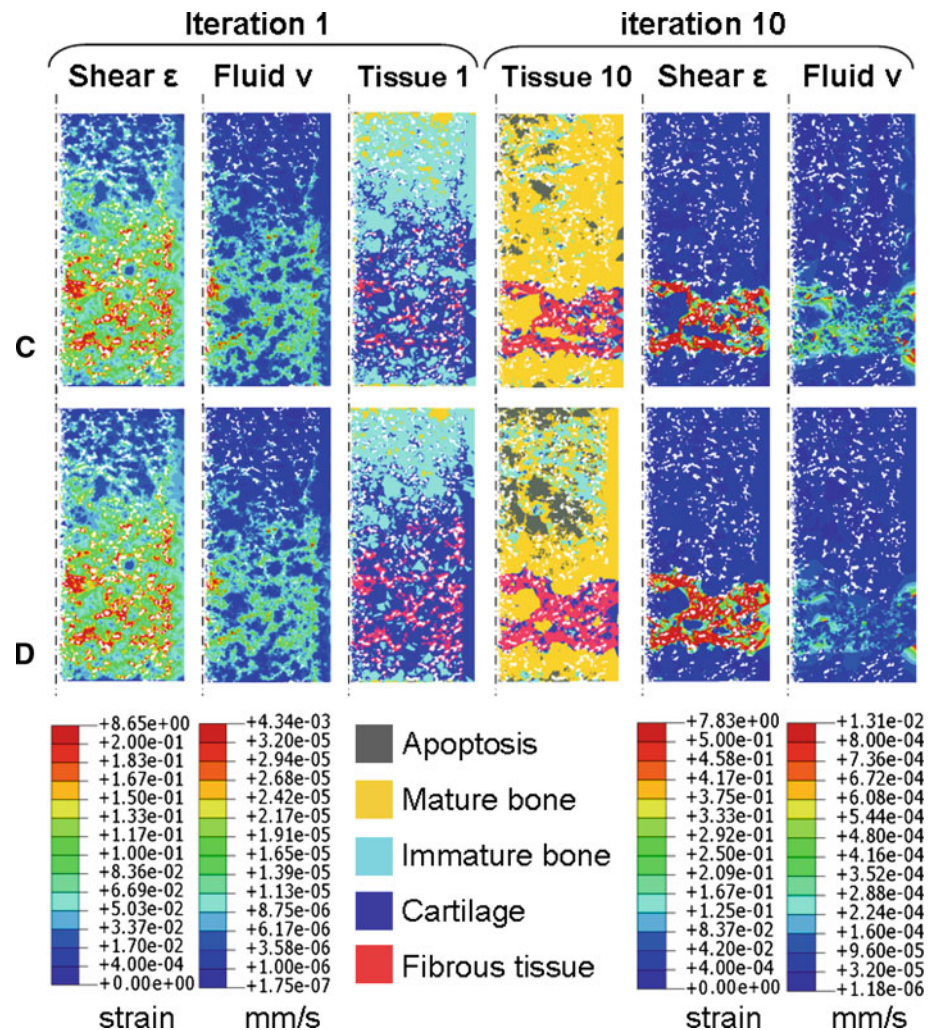 Iteration 1 iteration 10
Shear ε Fluid v Tissue 1 Tissue 10 Shear ε Fluid v
C
D
+8.65e+00
+2.00e-01
+1.83e-01
+1.67e-01
+1.50e-01
+1.33e-01
+1.17e-01
+1.00e-01
+8.36e-02
+6.69e-02
+5.03e-02
+3.37e-02
+1.70e-02
+4.00e-04
+0.00e+00
strain
+4.34e-03
+3.20e-05
+2.94e-05
+2.68e-05
+2.42e-05
+2.17e-05
+1.91e-05
+1.65e-05
+1.39e-05
+1.13e-05
+8.75e-06
+6.17e-06
+3.58e-06
+1.00e-06
+1.75e-07
mm/s
Apoptosis
Mature bone
Immature bone
Cartilage
Fibrous tissue
+7.83e+00
+5.00e-01
+4.58e-01
+4.17e-01
+3.75e-01
+3.33e-01
+2.92e-01
+2.50e-01
+2.09e-01
+1.67e-01
+1.25e-01
+8.37e-02
+4.20e-02
+4.00e-04
+0.00e+00
strain
+1.31e-02
+8.00e-04
+7.36e-04
+6.72e-04
+6.08e-04
+5.44e-04
+4.80e-04
+4.16e-04
+3.52e-04
+2.88e-04
+2.24e-04
+1.60e-04
+9.60e-05
+3.20e-05
+1.18e-06
mm/s